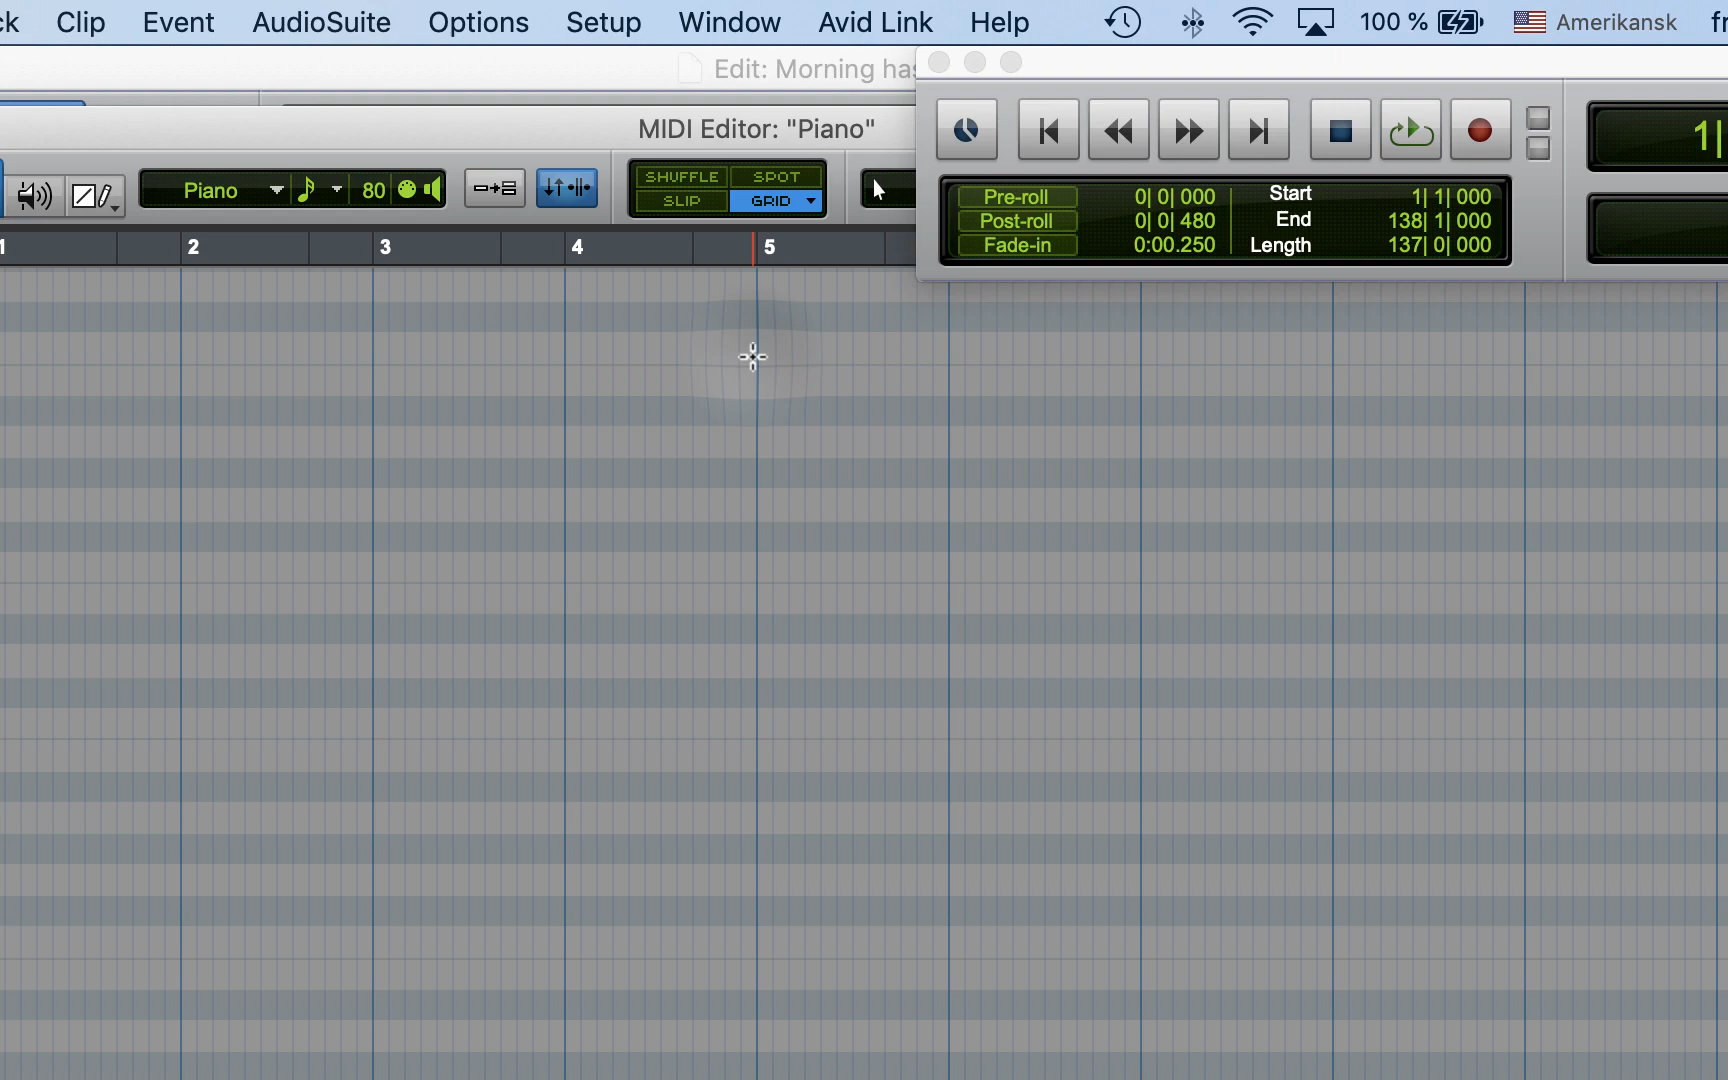 ck Clip Event AudioSuite Options Setup Window Avid Link Help 100 % Amerikansk fr
Edit: Morning has
MIDI Editor: "Piano"
1|
Piano 80
SHUFFLE SPOT
SLIP GRID
Pre-roll 0| 0| 000 Start 1| 1| 000
Post-roll 0| 0| 480 End 138| 1| 000
Fade-in 0:00.250 Length 137| 0| 000
1 2 3 4 5